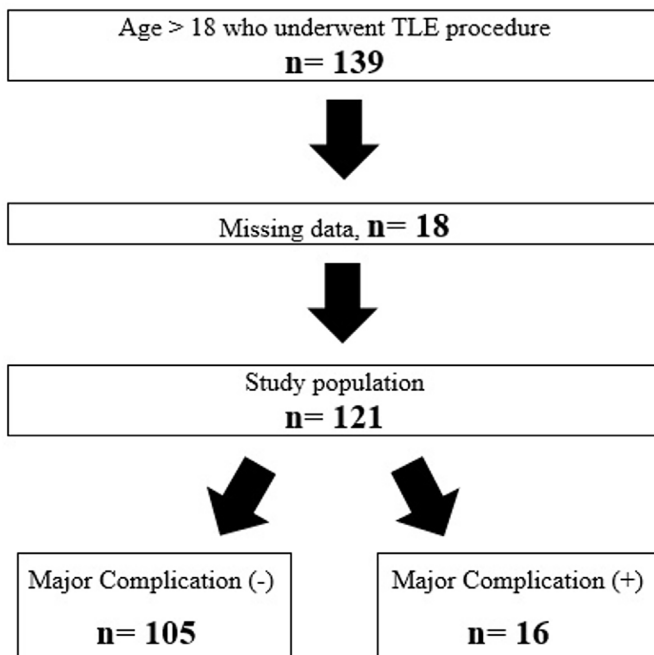 Age > 18 who underwent TLE procedure
n= 139
Missing data, n= 18
Study population
n= 121
Major Complication (-)
n= 105
Major Complication (+)
n= 16